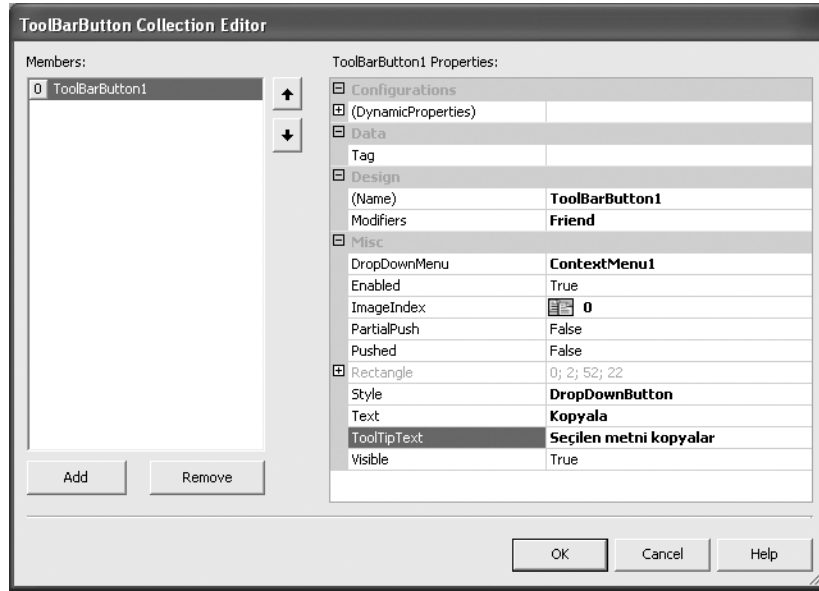 ToolBarButton Collection Editor
Members:
0 ToolBarButton1
ToolBarButton1 Properties:
Configurations
(DynamicProperties)
Data
Tag
Design
(Name) ToolBarButton1
Modifiers Friend
Misc
DropDownMenu ContextMenu1
Enabled True
ImageIndex 0
PartialPush False
Pushed False
Rectangle 0; 2; 52; 22
Style DropDownButton
Text Kopyala
ToolTipText Seçilen metni kopyalar
Visible True
Add Remove
OK Cancel Help